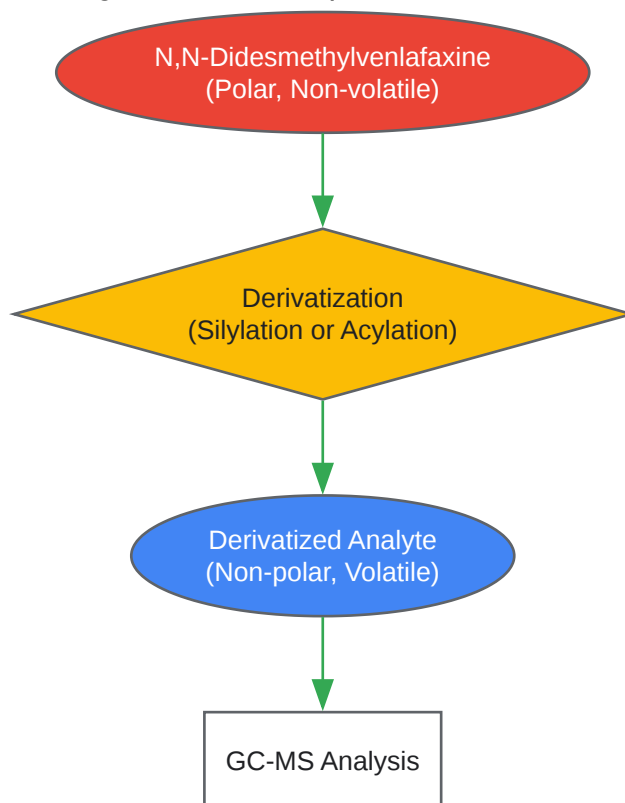 N,N-Didesmethylvenlafaxine
(Polar, Non-volatile)
Derivatization
(Silylation or Acylation)
Derivatized Analyte
(Non-polar, Volatile)
GC-MS Analysis